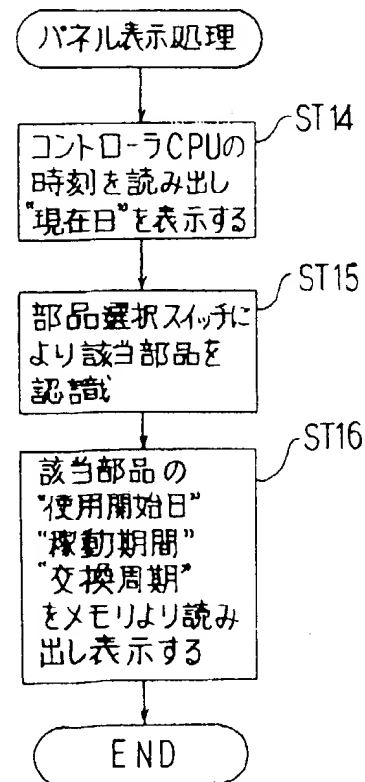 パネル表示処理
ST14
コントローラCPUの
時刻を読み出し
"現在日"を表示する
ST15
部品選択スイッチに
より該当部品を
認識
ST16
該当部品の
"使用開始日"
"稼動期間"
"交換周期"
をメモリより読み
出し表示する
END